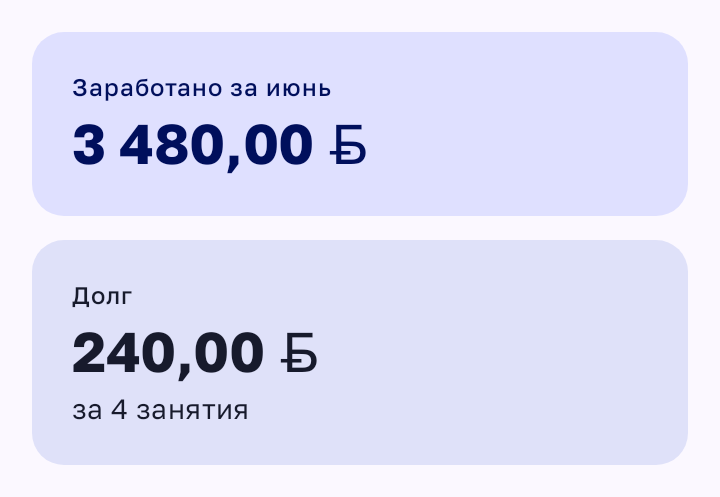 Заработано за июнь
3 480,00 Ƃ
Долг
240,00 Ƃ
за 4 занятия